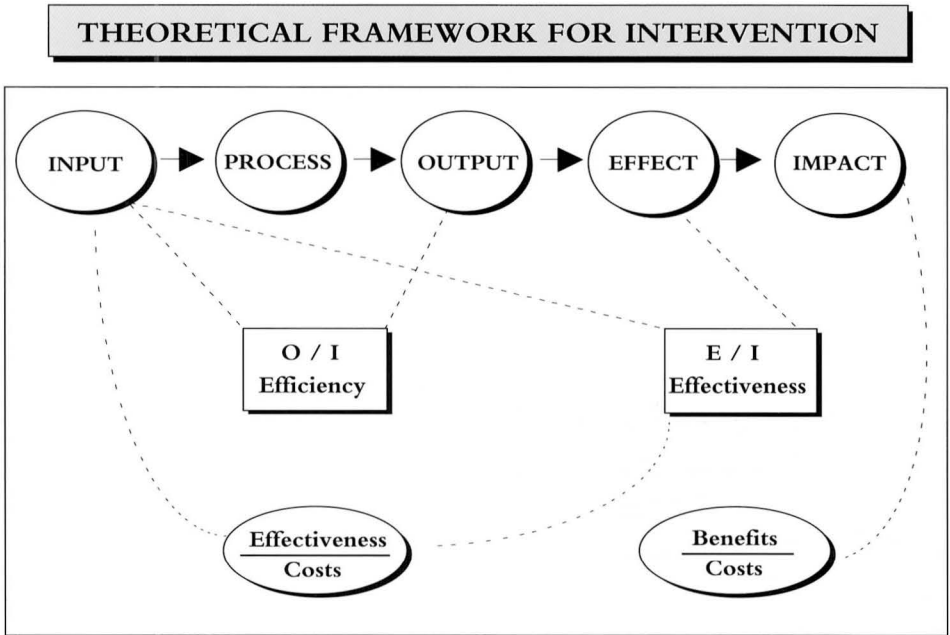 THEORETICAL FRAMEWORK FOR INTERVENTION
INPUT
PROCESS
OUTPUT
EFFECT
IMPACT
O / I
Efficiency
E / I
Effectiveness
Effectiveness
Costs
Benefits
Costs